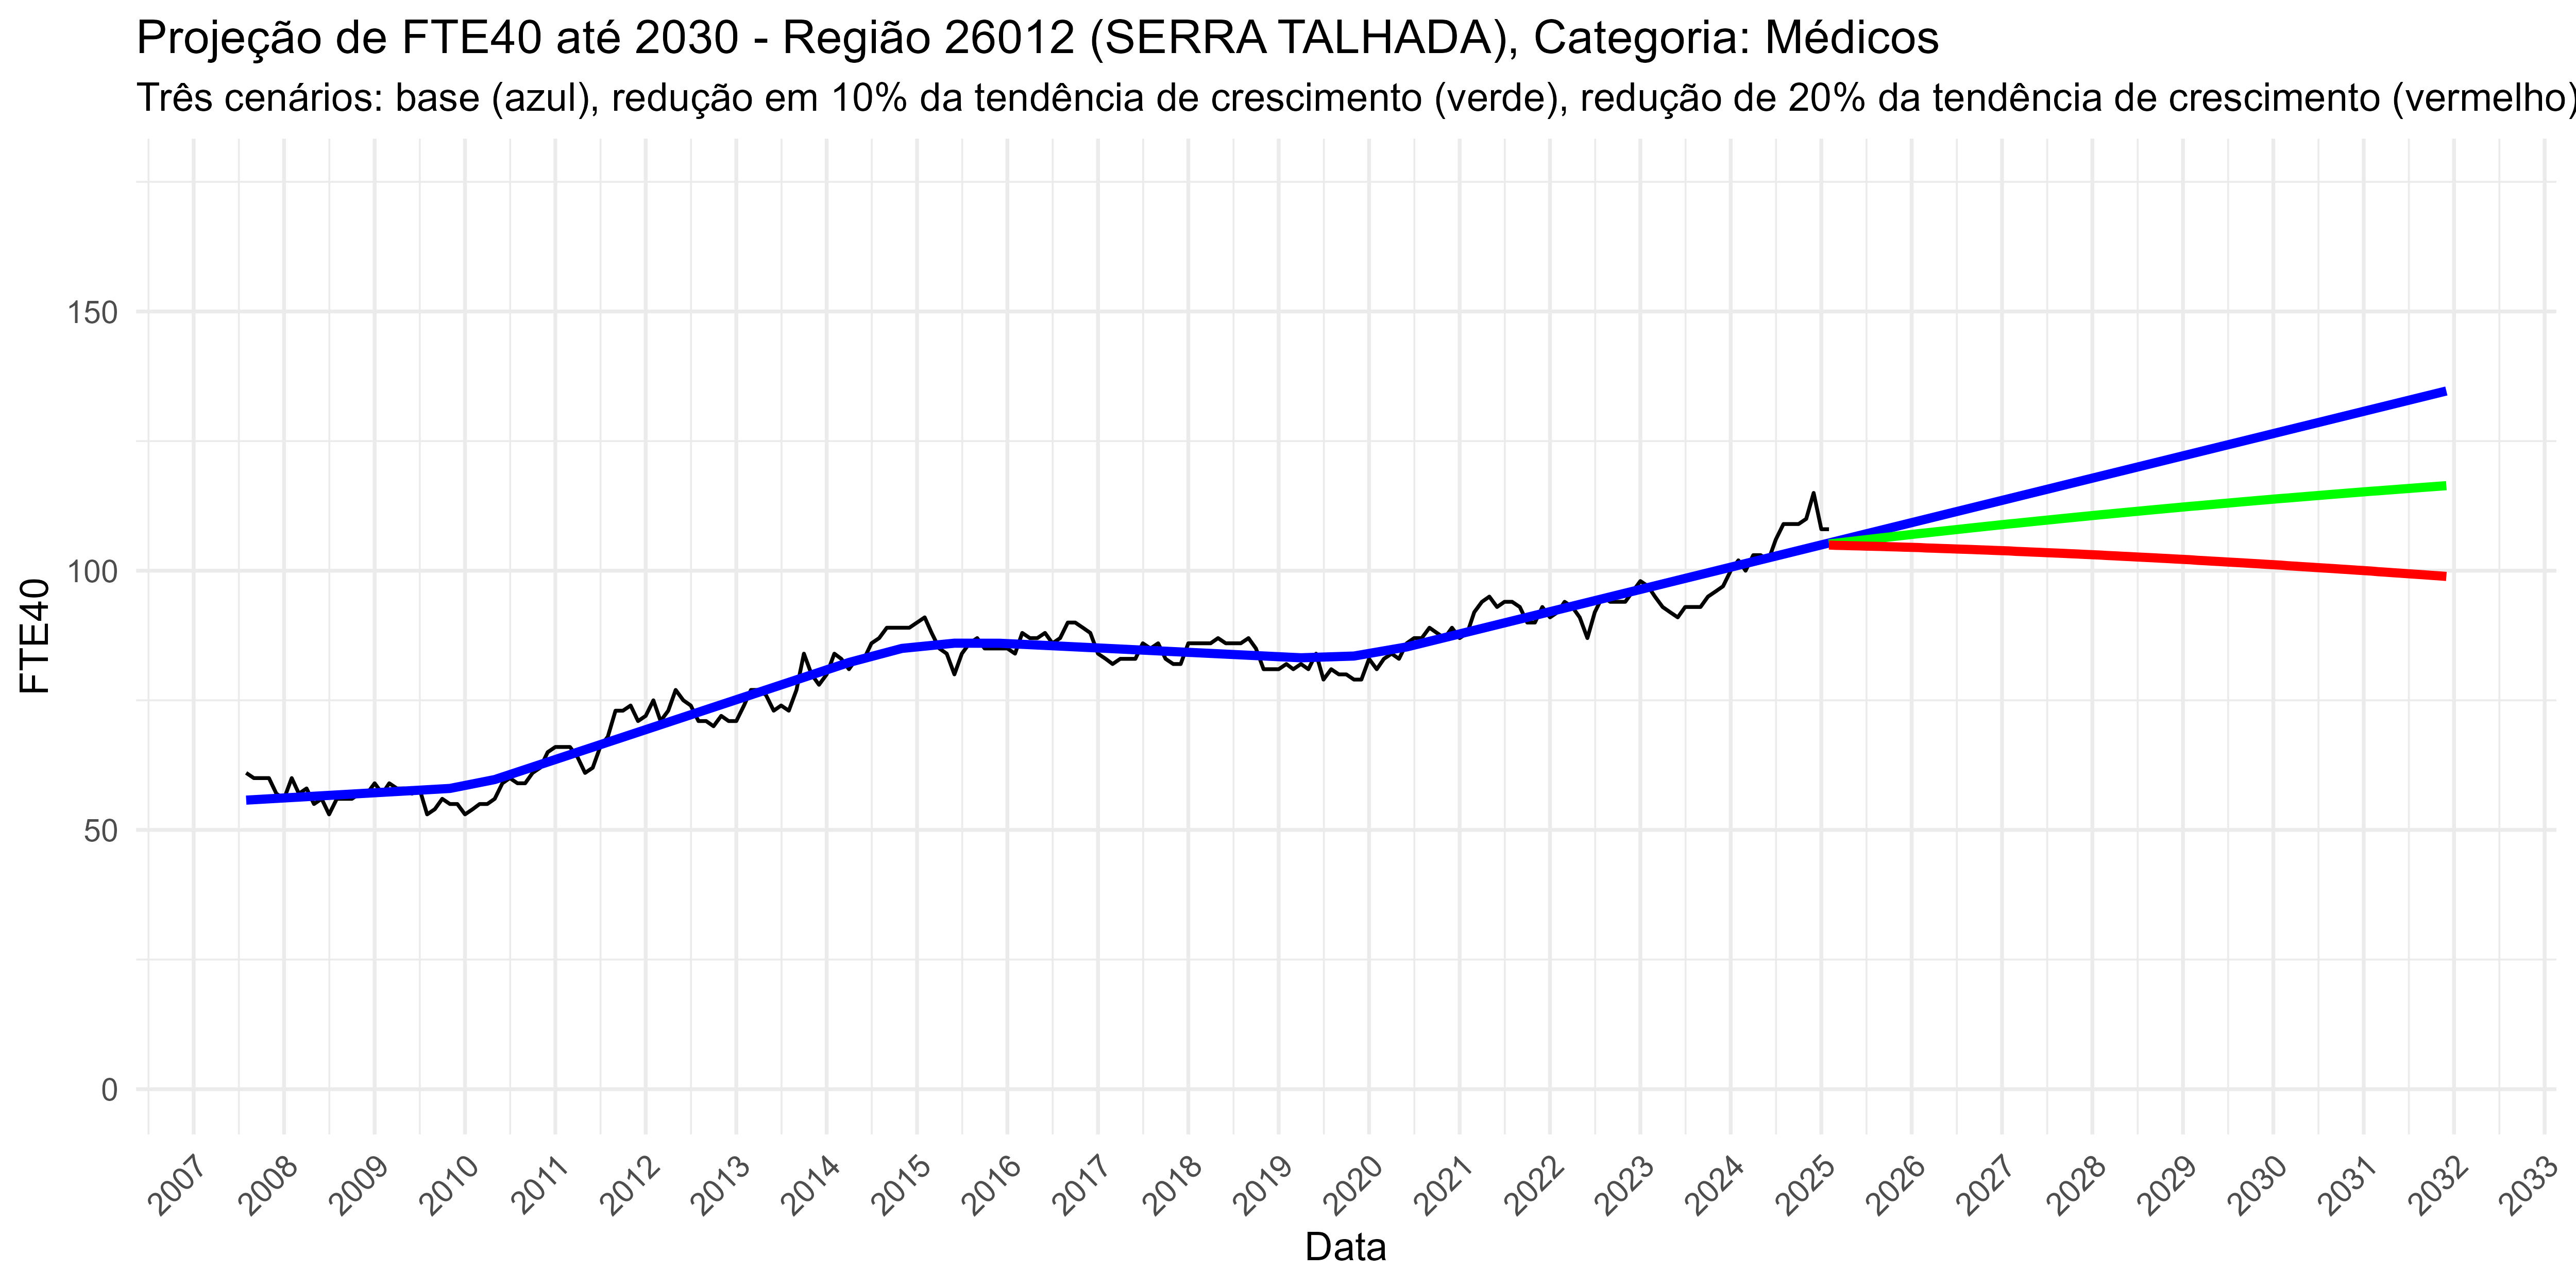 Projeção de FTE40 até 2030 - Região 26012 (SERRA TALHADA), Categoria: Médicos
Três cenários: base (azul), redução em 10% da tendência de crescimento (verde), redução de 20% da tendência de crescimento (vermelho)
FTE40
150
100
50
0
2007 2008 2009 2010 2011 2012 2013 2014 2015 2016 2017 2018 2019 2020 2021 2022 2023 2024 2025 2026 2027 2028 2029 2030 2031 2032 2033
Data